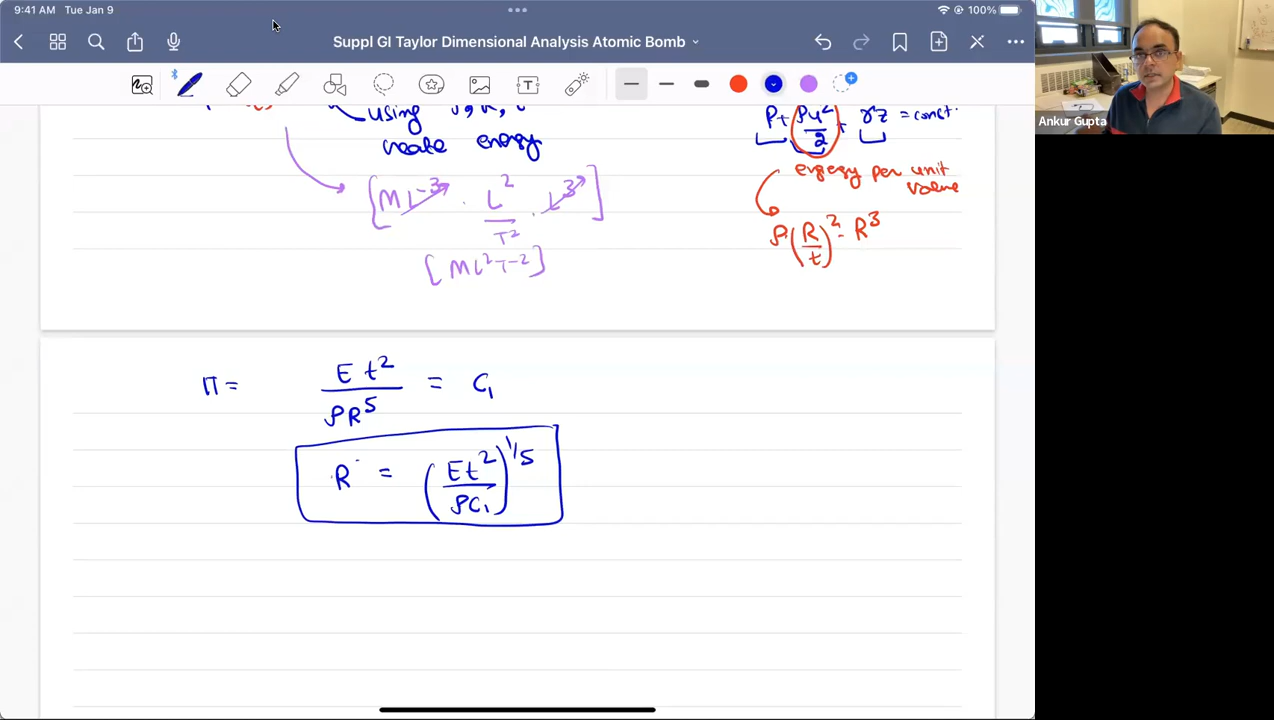 9:41 AM Tue Jan 9
100%
Suppl GI Taylor Dimensional Analysis Atomic Bomb
Ankur Gupta
using
create energy
[ML⁻³ · L²/T² · L³]
[ML²T⁻²]
P + ρu²/2 + γz = const.
energy per unit
value
ρ(R/t)² · R³
Π = Et²/ρR⁵ = C₁
R = (Et²/ρC₁)^1/5